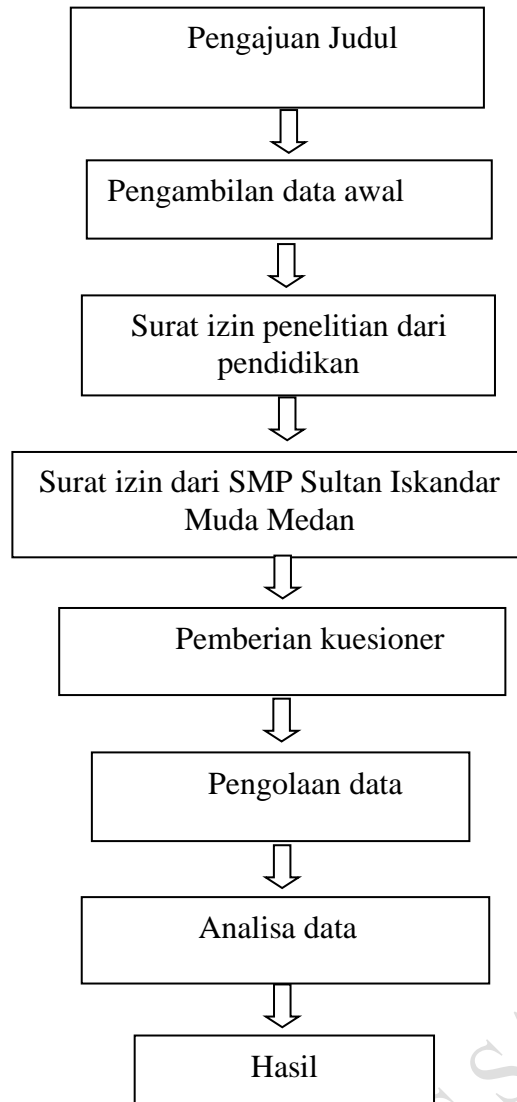 Pengajuan Judul
Pengambilan data awal
Surat izin penelitian dari
pendidikan
Surat izin dari SMP Sultan Iskandar
Muda Medan
Pemberian kuesioner
Pengolaan data
Analisa data
Hasil